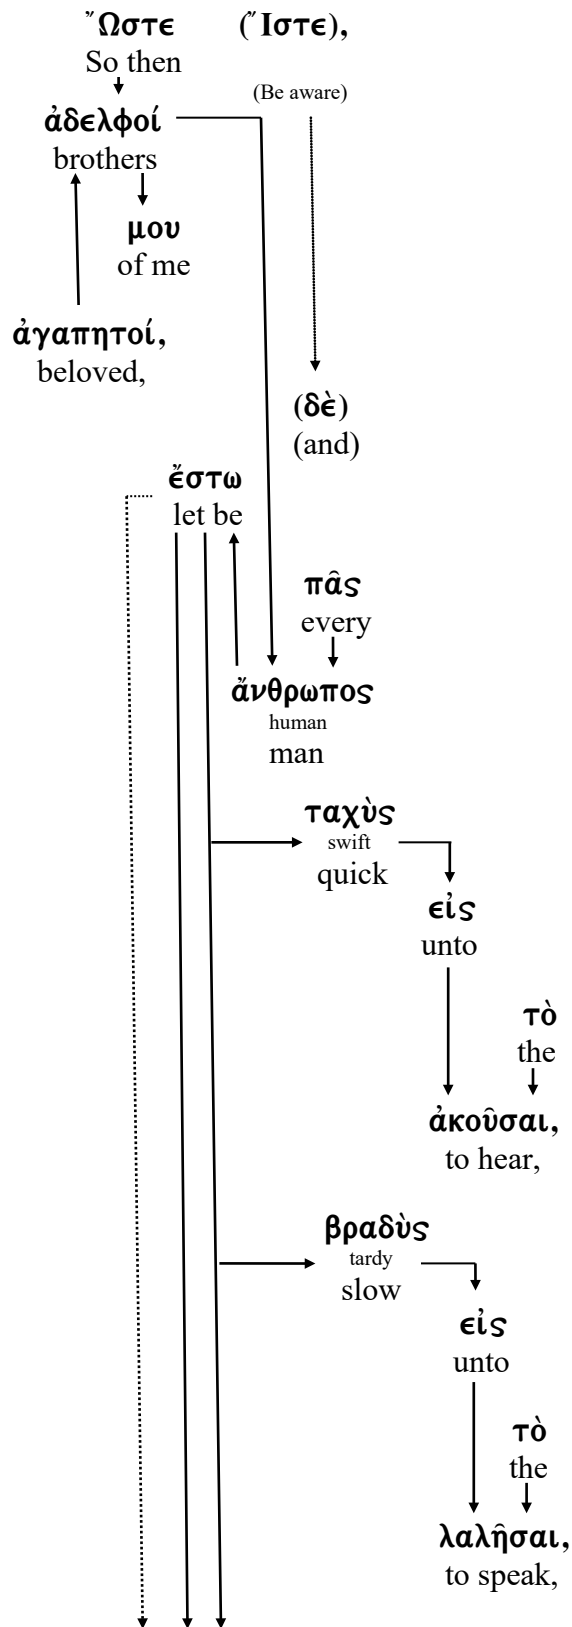 Ὥστε (Ἴστε),
So then
(Be aware)
ἀδελφοί
brothers
μου
of me
ἀγαπητοί,
beloved,
(δὲ)
(and)
ἔστω
let be
πᾶς
every
ἄνθρωπος
human
man
ταχὺς
swift
quick
εἰς
unto
τὸ
the
ἀκοῦσαι,
to hear,
βραδὺς
tardy
slow
εἰς
unto
τὸ
the
λαλῆσαι,
to speak,